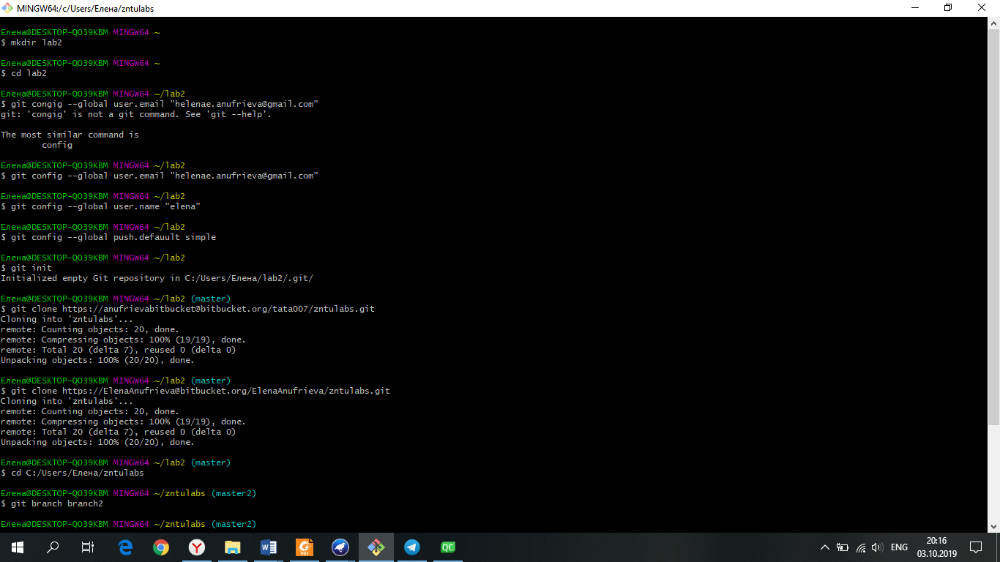 MINGW64:/c/Users/Елена/zntulabs
Елена@DESKTOP-QO39KBM MINGW64 ~
$ mkdir lab2
Елена@DESKTOP-QO39KBM MINGW64 ~
$ cd lab2
Елена@DESKTOP-QO39KBM MINGW64 ~/lab2
$ git congig --global user.email "helenae.anufrieva@gmail.com"
git: 'congig' is not a git command. See 'git --help'.
The most similar command is
config
Елена@DESKTOP-QO39KBM MINGW64 ~/lab2
$ git config --global user.email "helenae.anufrieva@gmail.com"
Елена@DESKTOP-QO39KBM MINGW64 ~/lab2
$ git config --global user.name "elena"
Елена@DESKTOP-QO39KBM MINGW64 ~/lab2
$ git config --global push.defauult simple
Елена@DESKTOP-QO39KBM MINGW64 ~/lab2
$ git init
Initialized empty Git repository in C:/Users/Елена/lab2/.git/
Елена@DESKTOP-QO39KBM MINGW64 ~/lab2 (master)
$ git clone https://anufrievabitbucket@bitbucket.org/tata007/zntulabs.git
Cloning into 'zntulabs'...
remote: Counting objects: 20, done.
remote: Compressing objects: 100% (19/19), done.
remote: Total 20 (delta 7), reused 0 (delta 0)
Unpacking objects: 100% (20/20), done.
Елена@DESKTOP-QO39KBM MINGW64 ~/lab2 (master)
$ git clone https://ElenaAnufrieva@bitbucket.org/ElenaAnufrieva/zntulabs.git
Cloning into 'zntulabs'...
remote: Counting objects: 20, done.
remote: Compressing objects: 100% (19/19), done.
remote: Total 20 (delta 7), reused 0 (delta 0)
Unpacking objects: 100% (20/20), done.
Елена@DESKTOP-QO39KBM MINGW64 ~/lab2 (master)
$ cd C:/Users/Елена/zntulabs
Елена@DESKTOP-QO39KBM MINGW64 ~/zntulabs (master2)
$ git branch branch2
Елена@DESKTOP-QO39KBM MINGW64 ~/zntulabs (master2)
QC
ENG
20:16
03.10.2019